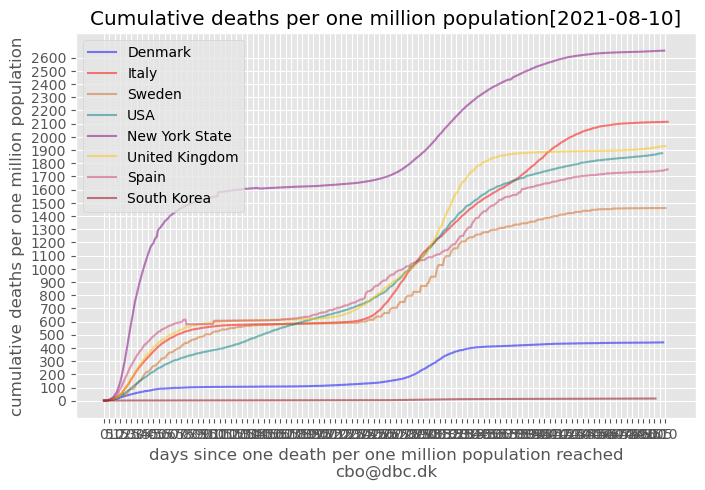 Cumulative deaths per one million population[2021-08-10]
cumulative deaths per one million population
2600
2500
2400
2300
2200
2100
2000
1900
1800
1700
1600
1500
1400
1300
1200
1100
1000
900
800
700
600
500
400
300
200
100
0
Denmark
Italy
Sweden
USA
New York State
United Kingdom
Spain
South Korea
days since one death per one million population reached
cbo@dbc.dk